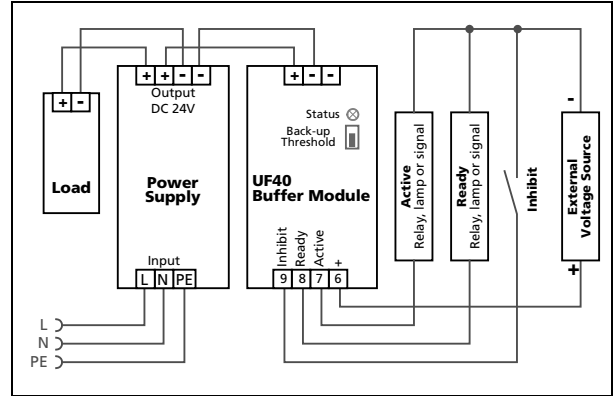 + -
Load
+ + - -
Output
DC 24V
Power
Supply
Input
L N PE
L
N
PE
+ - -
Status
Back-up
Threshold
UF40
Buffer Module
Inhibit
Ready
Active
+
9 8 7 6
Active
Relay, lamp or signal
Ready
Relay, lamp or signal
Inhibit
-
External
Voltage Source
+